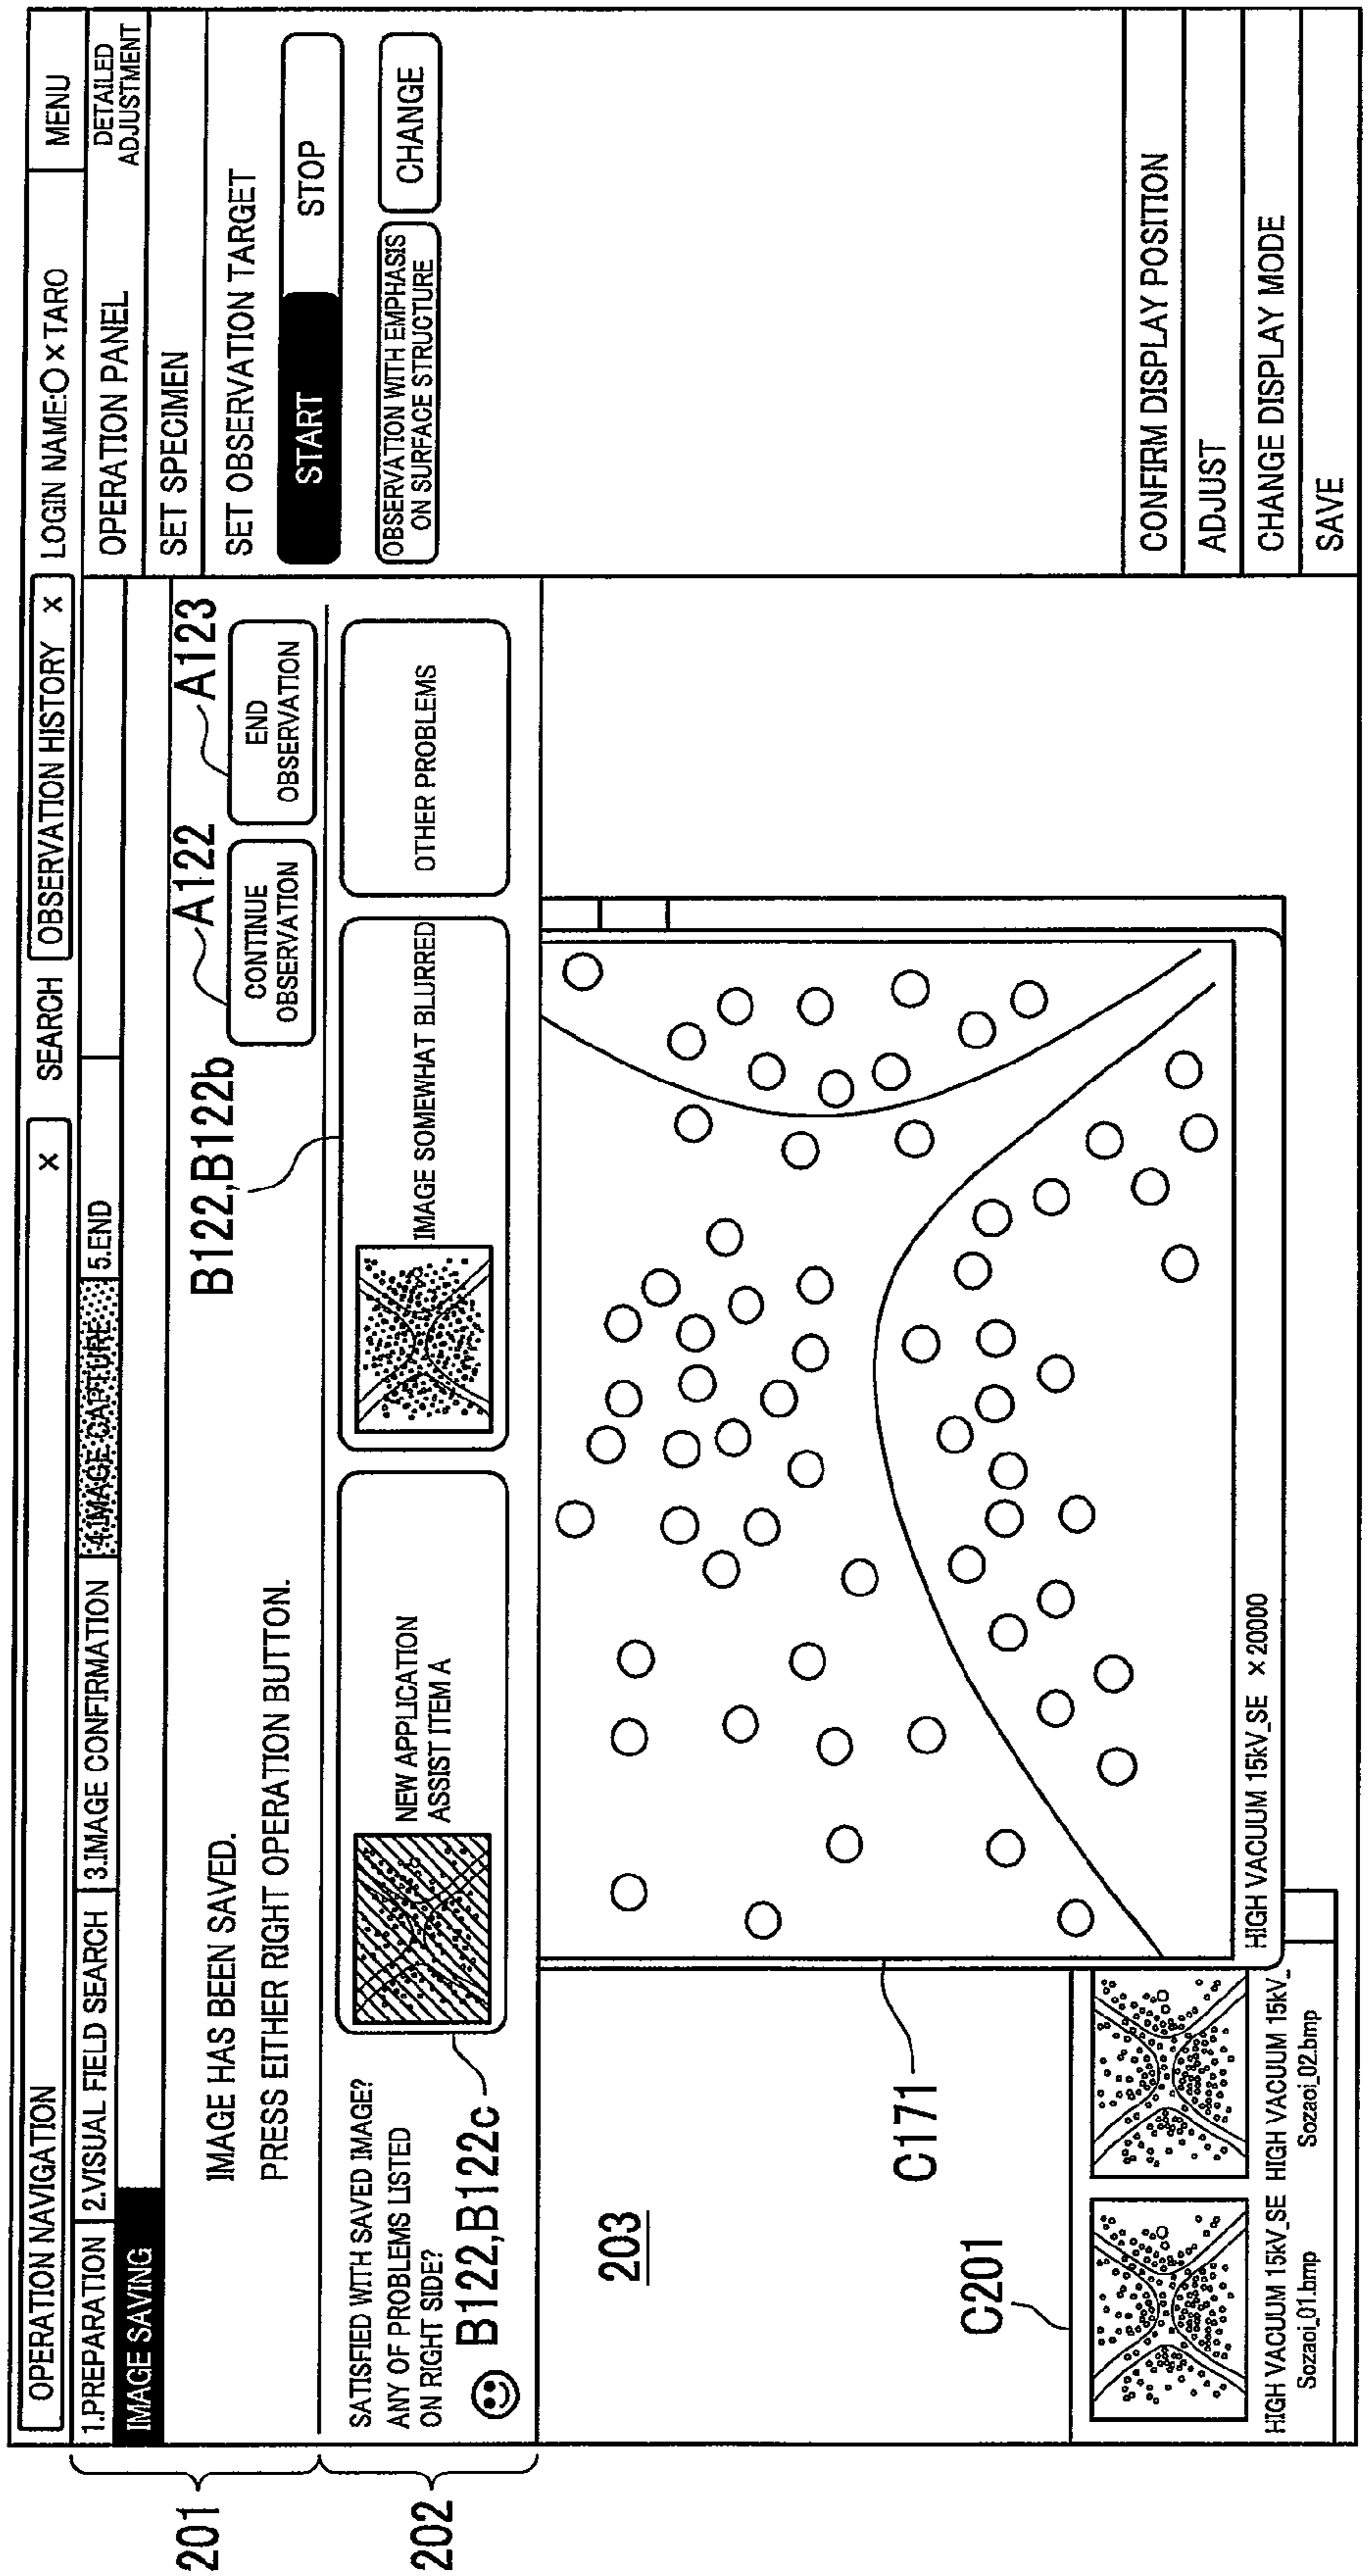 OPERATION NAVIGATION
×
SEARCH
OBSERVATION HISTORY ×
LOGIN NAME:○×TARO
MENU
1.PREPARATION
2.VISUAL FIELD SEARCH
3.IMAGE CONFIRMATION
4.IMAGE CAPTURE
5.END
OPERATION PANEL
DETAILED
ADJUSTMENT
IMAGE SAVING
SET SPECIMEN
201
IMAGE HAS BEEN SAVED.
PRESS EITHER RIGHT OPERATION BUTTON.
B122,B122b
A122
A123
CONTINUE
OBSERVATION
END
OBSERVATION
SET OBSERVATION TARGET
START
STOP
OBSERVATION WITH EMPHASIS
ON SURFACE STRUCTURE
CHANGE
202
SATISFIED WITH SAVED IMAGE?
ANY OF PROBLEMS LISTED
ON RIGHT SIDE?
B122,B122c
NEW APPLICATION
ASSIST ITEM A
IMAGE SOMEWHAT BLURRED
OTHER PROBLEMS
203
C171
C201
HIGH VACUUM 15kV_SE
Sozaoi_01.bmp
HIGH VACUUM 15kV_
Sozaoi_02.bmp
HIGH VACUUM 15kV_SE ×20000
CONFIRM DISPLAY POSITION
ADJUST
CHANGE DISPLAY MODE
SAVE